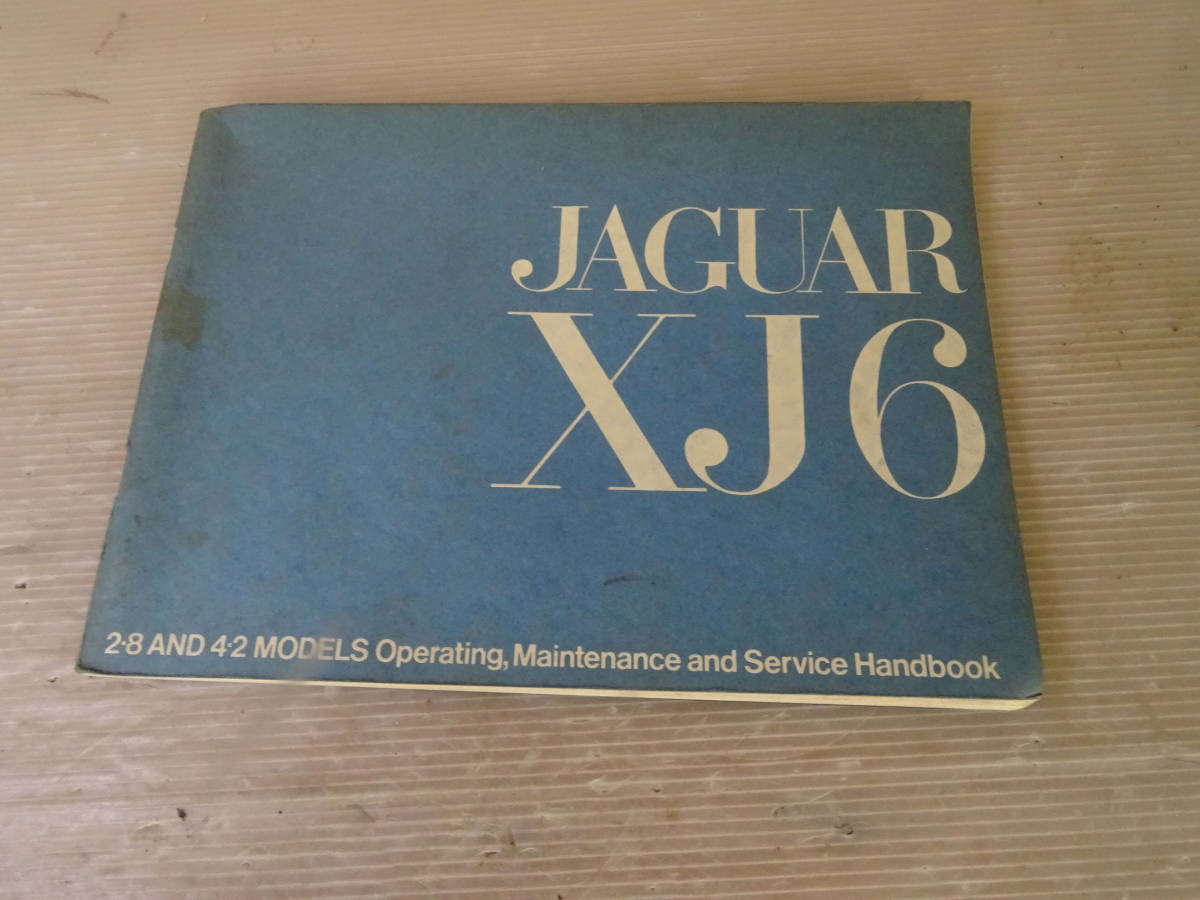 JAGUAR
XJ6
2·8 AND 4·2 MODELS Operating, Maintenance and Service Handbook